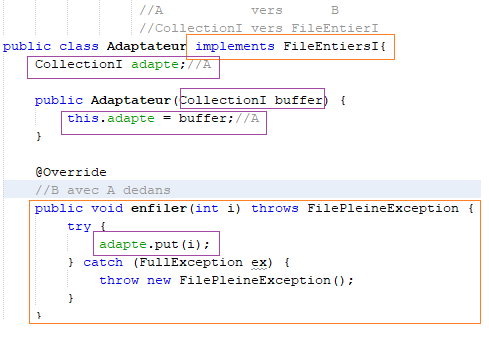 //A vers B
//CollectionI vers FileEntierI
public class Adaptateur implements FileEntiersI{
CollectionI adapte;//A
public Adaptateur(CollectionI buffer) {
this.adapte = buffer;//A
}
@Override
//B avec A dedans
public void enfiler(int i) throws FilePleineException {
try {
adapte.put(i);
} catch (FullException ex) {
throw new FilePleineException();
}
}